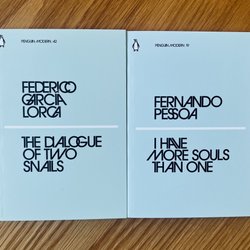 PENGUIN MODERN 42
FEDERICO
GARCÍA
LORCA
THE DIALOGUE
OF TWO
SNAILS
PENGUIN MODERN 19
FERNANDO
PESSOA
I HAVE
MORE SOULS
THAN ONE